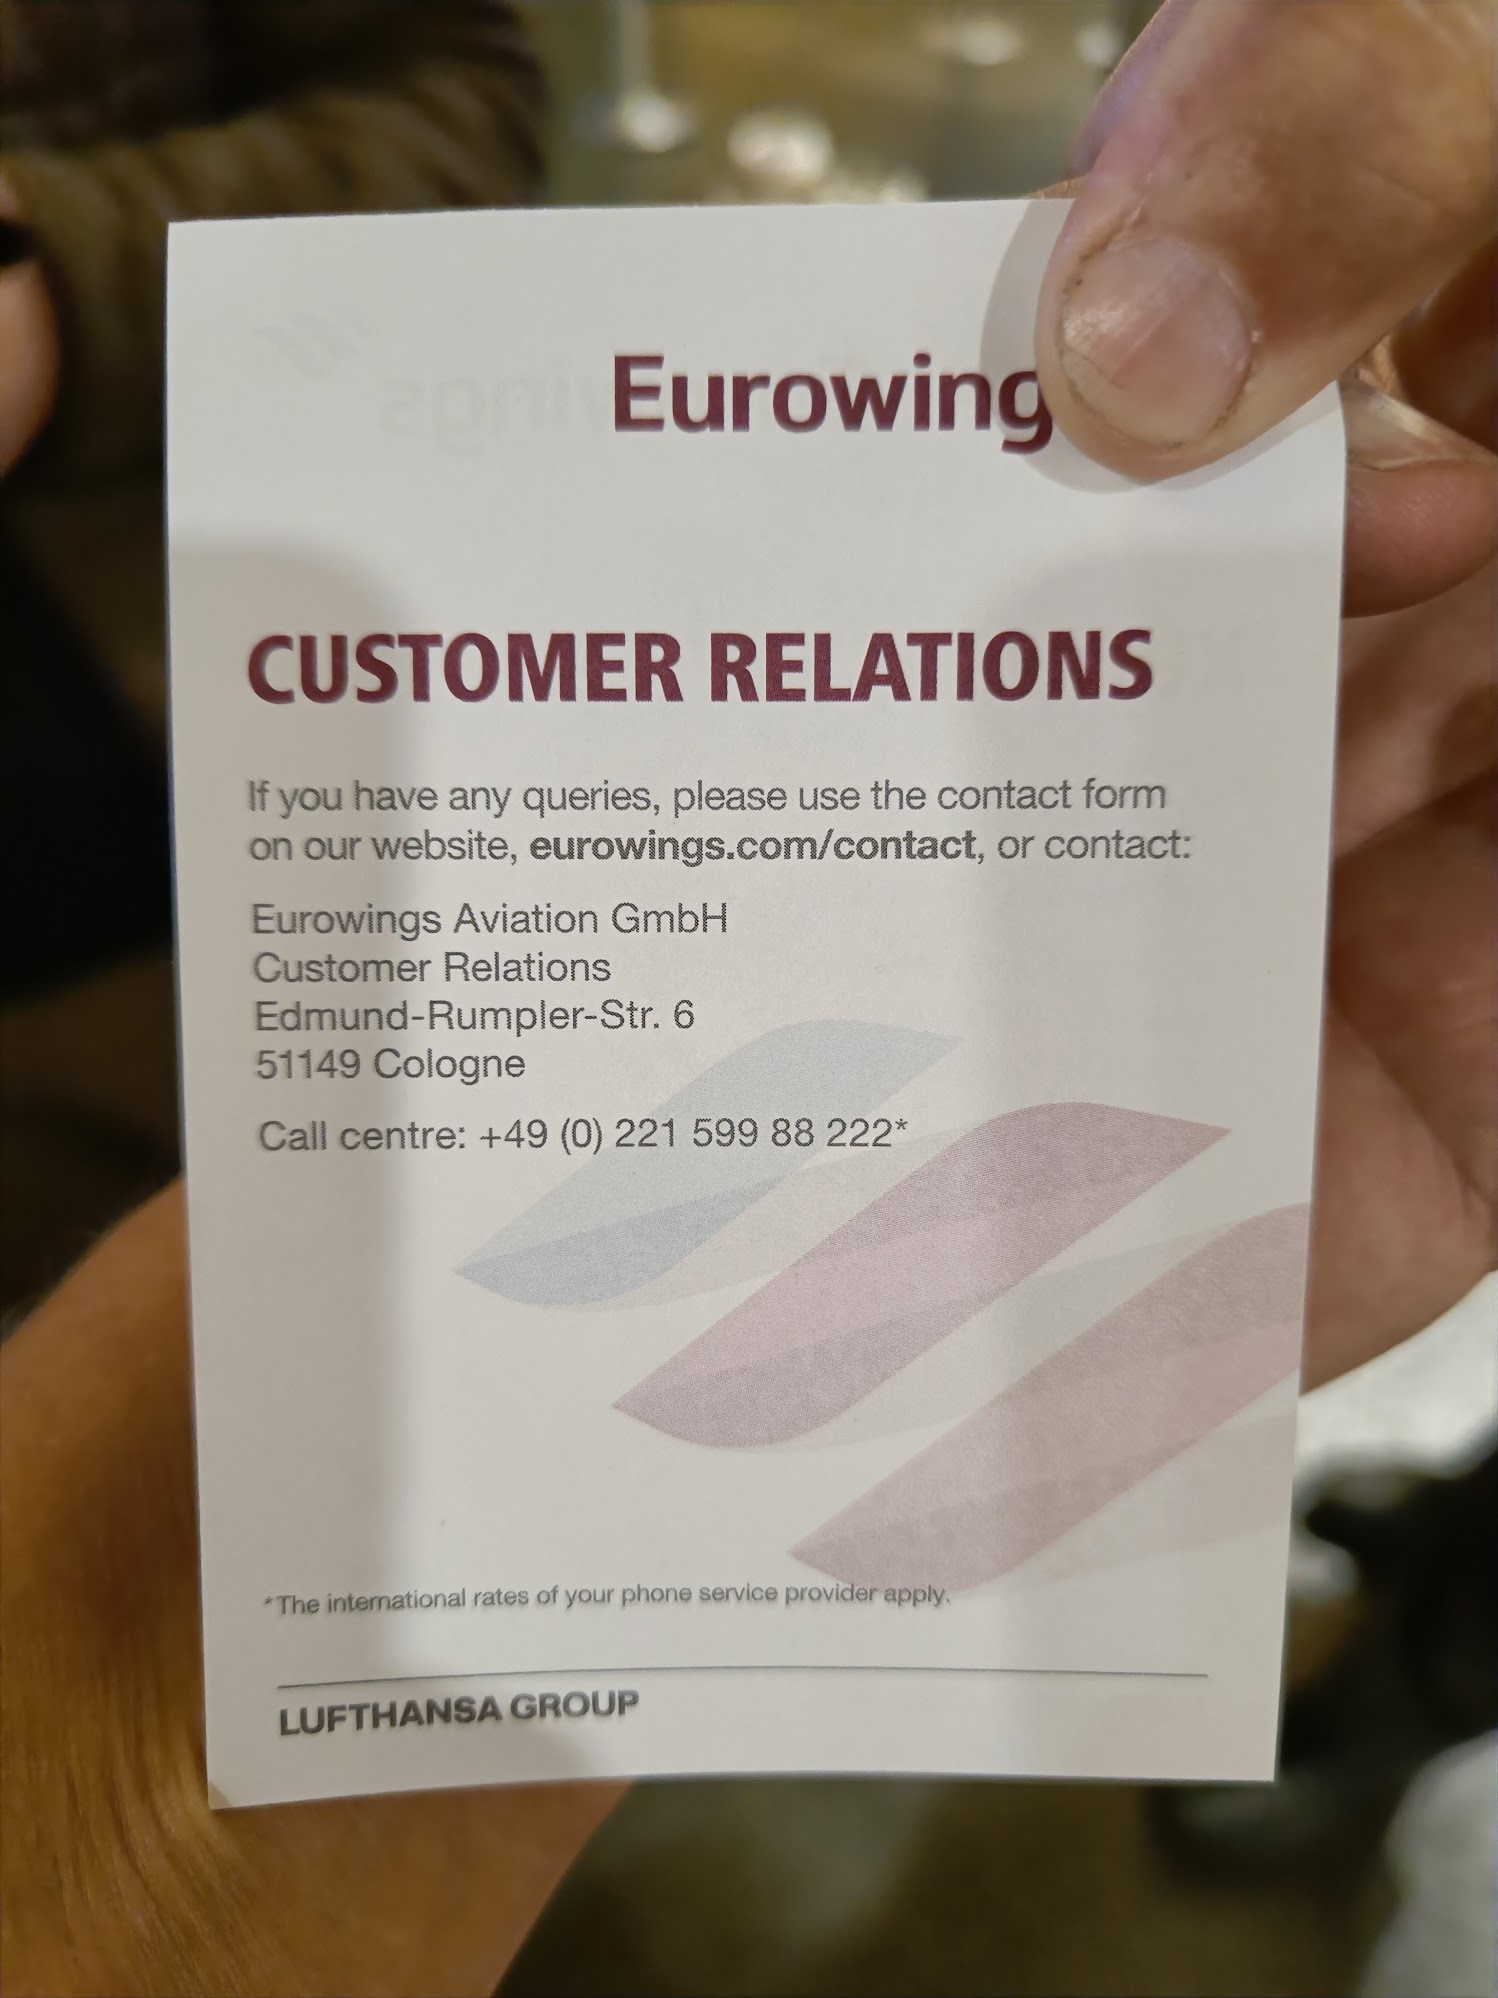 Eurowing
CUSTOMER RELATIONS
If you have any queries, please use the contact form
on our website, eurowings.com/contact, or contact:
Eurowings Aviation GmbH
Customer Relations
Edmund-Rumpler-Str. 6
51149 Cologne
Call centre: +49 (0) 221 599 88 222*
*The international rates of your phone service provider apply.
LUFTHANSA GROUP